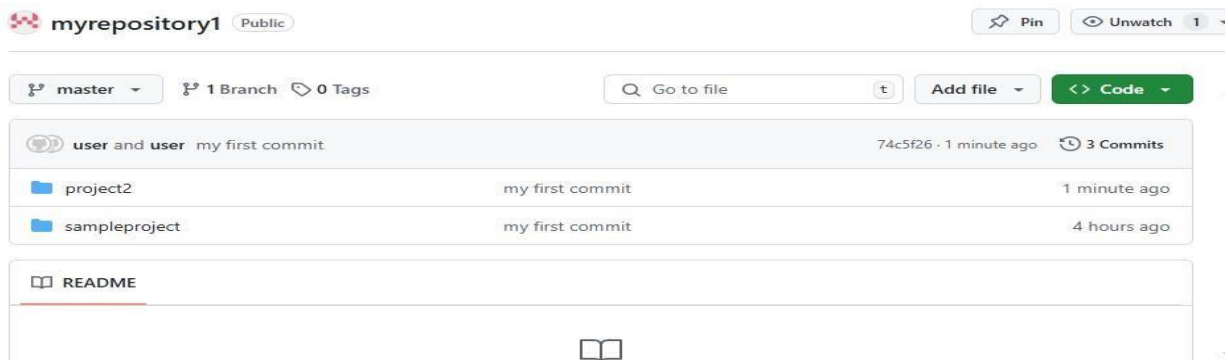 myrepository1 Public Pin Unwatch 1
master 1 Branch 0 Tags Go to file t Add file <> Code
user and user my first commit 74c5f26 · 1 minute ago 3 Commits
project2 my first commit 1 minute ago
sampleproject my first commit 4 hours ago
README